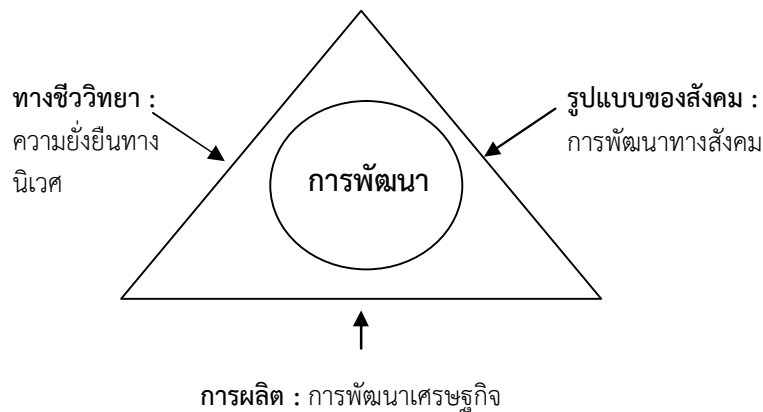 ทางชีววิทยา :
ความยั่งยืนทาง
นิเวศ
รูปแบบของสังคม :
การพัฒนาทางสังคม
การพัฒนา
การผลิต : การพัฒนาเศรษฐกิจ